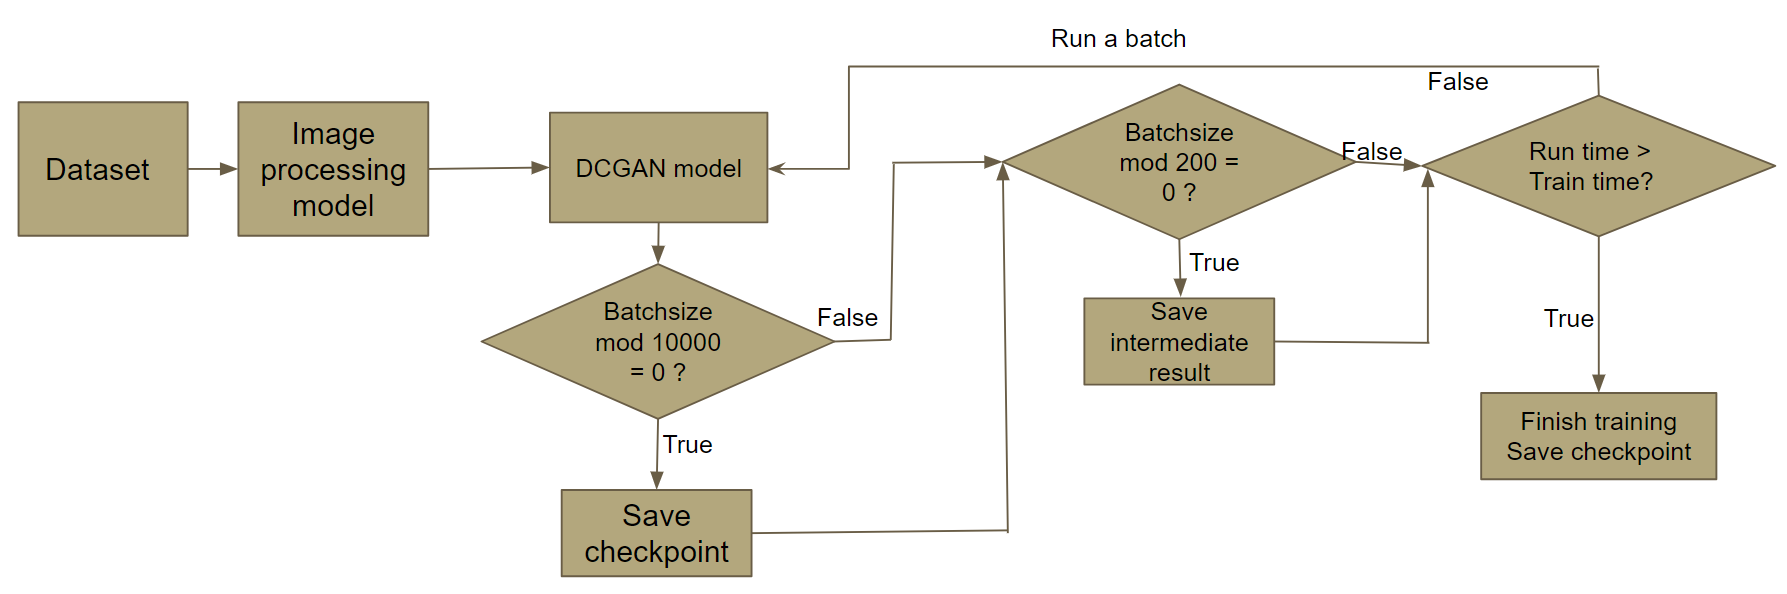 Run a batch
False
Dataset
Image
processing
model
DCGAN model
Batchsize
mod 10000
= 0 ?
False
True
Save
checkpoint
Batchsize
mod 200 =
0 ?
False
True
Save
intermediate
result
Run time >
Train time?
True
Finish training
Save checkpoint